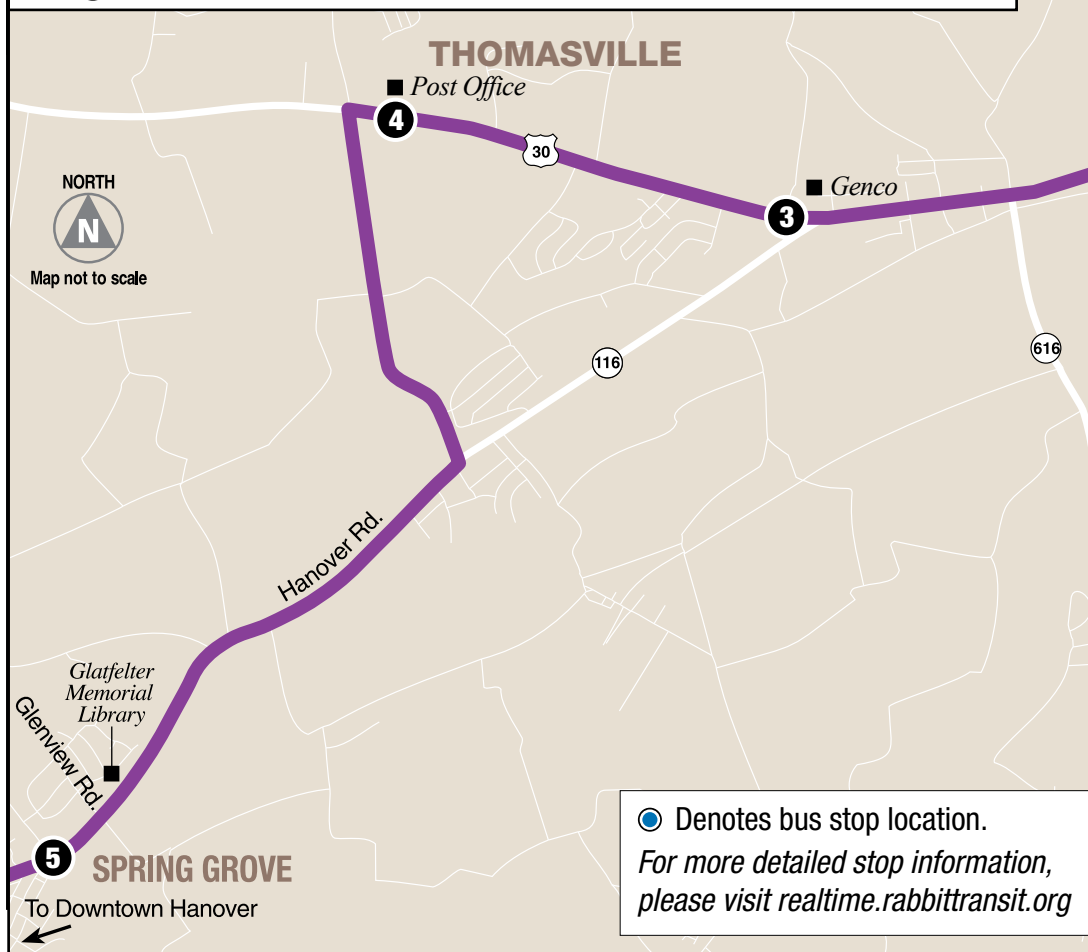 THOMASVILLE
Post Office
4
30
NORTH
N
Map not to scale
Genco
3
116
616
Hanover Rd.
Glatfelter
Memorial
Library
Glenview Rd.
5
SPRING GROVE
To Downtown Hanover
Denotes bus stop location.
For more detailed stop information,
please visit realtime.rabbittransit.org